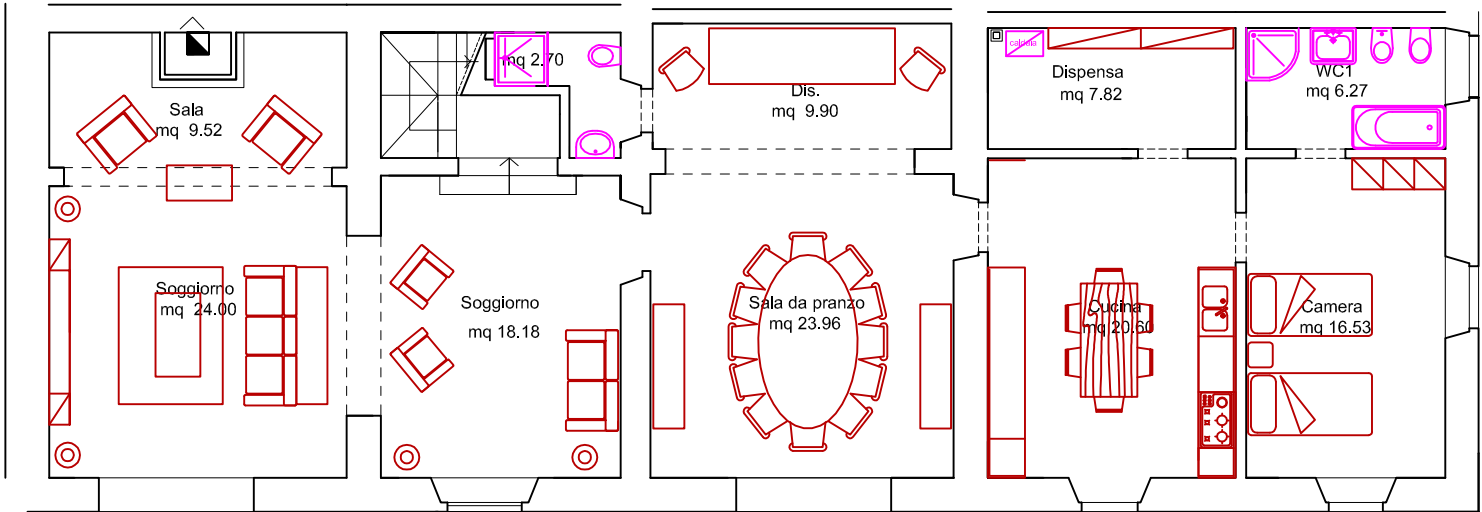 Sala
mq 9.52
mq 2.70
Dis.
mq 9.90
caldaia
Dispensa
mq 7.82
WC1
mq 6.27
Soggiorno
mq 24.00
Soggiorno
mq 18.18
Sala da pranzo
mq 23.96
Cucina
mq 20.60
Camera
mq 16.53